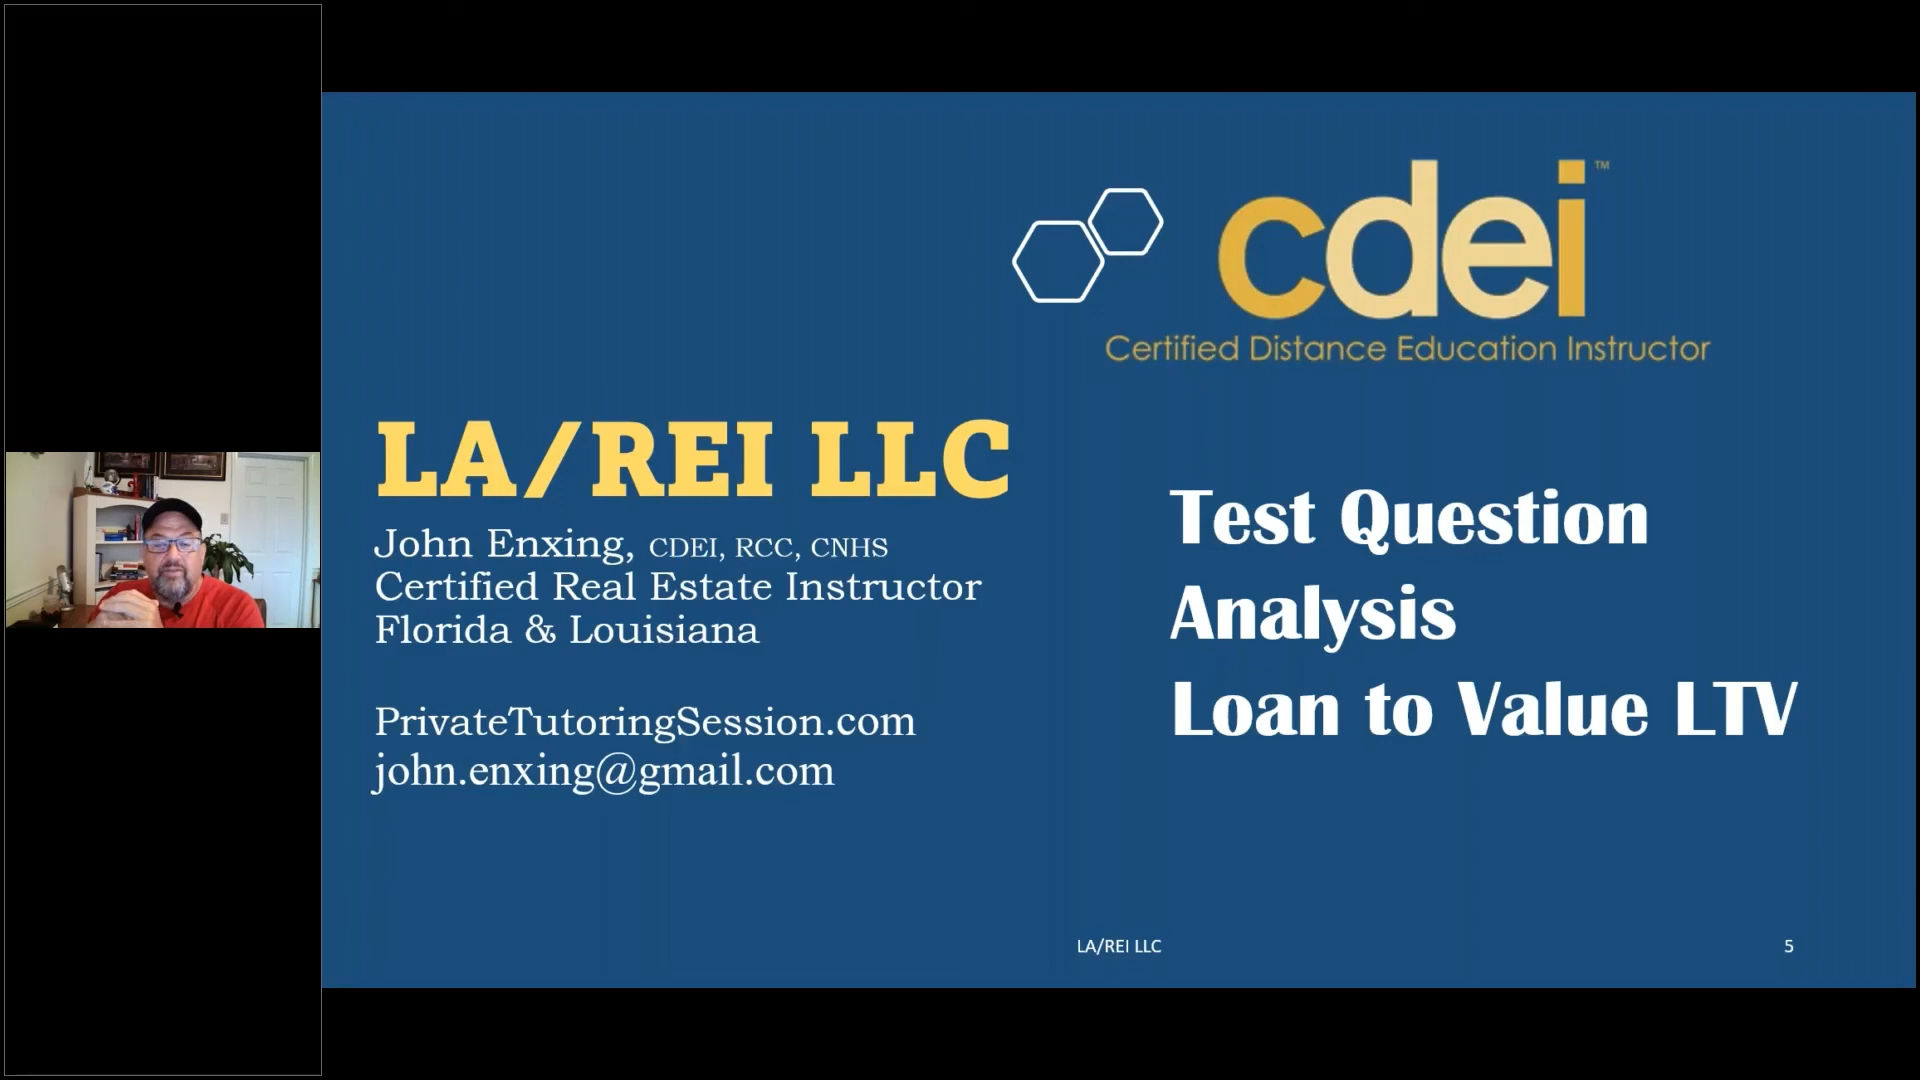 cdei™
Certified Distance Education Instructor
LA/REI LLC
John Enxing, CDEI, RCC, CNHS
Certified Real Estate Instructor
Florida & Louisiana
PrivateTutoringSession.com
john.enxing@gmail.com
Test Question
Analysis
Loan to Value LTV
LA/REI LLC
5